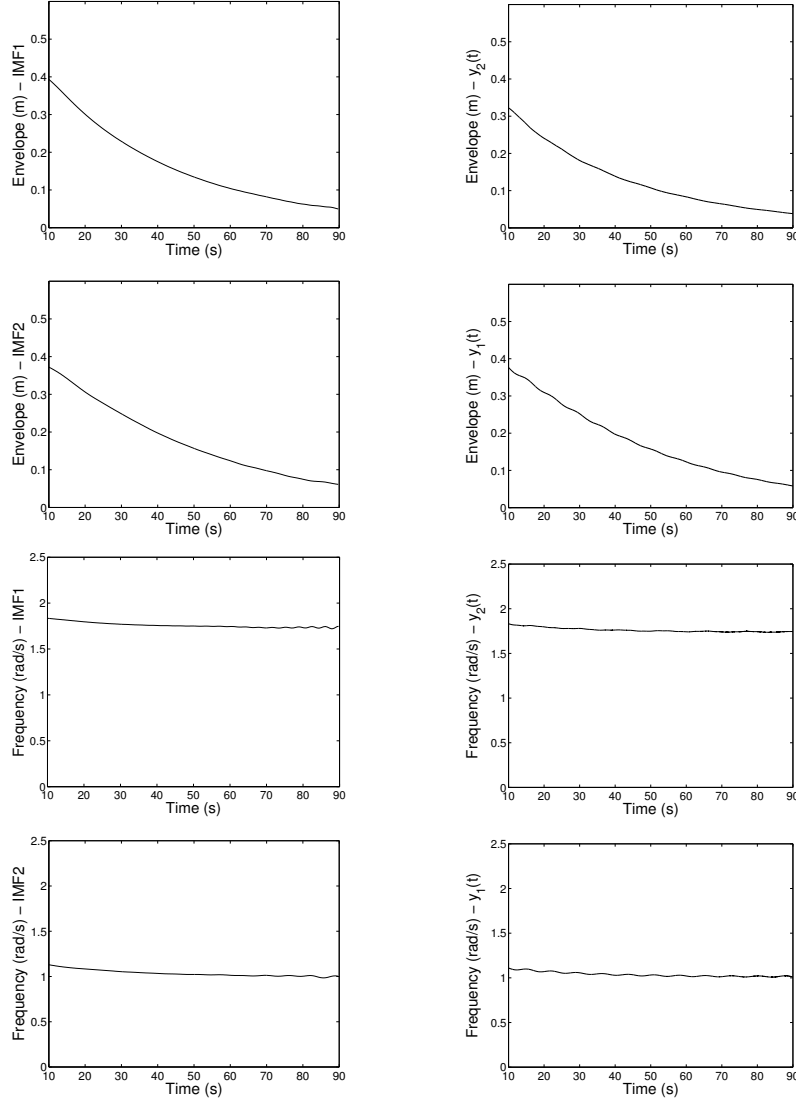 Envelope (m) − IMF1
0.5
0.4
0.3
0.2
0.1
0
10 20 30 40 50 60 70 80 90
Time (s)
Envelope (m) − y2(t)
0.5
0.4
0.3
0.2
0.1
0
10 20 30 40 50 60 70 80 90
Time (s)
Envelope (m) − IMF2
0.5
0.4
0.3
0.2
0.1
0
10 20 30 40 50 60 70 80 90
Time (s)
Envelope (m) − y1(t)
0.5
0.4
0.3
0.2
0.1
0
10 20 30 40 50 60 70 80 90
Time (s)
Frequency (rad/s) − IMF1
2.5
2
1.5
1
0.5
0
10 20 30 40 50 60 70 80 90
Time (s)
Frequency (rad/s) − y2(t)
2.5
2
1.5
1
0.5
0
10 20 30 40 50 60 70 80 90
Time (s)
Frequency (rad/s) − IMF2
2.5
2
1.5
1
0.5
0
10 20 30 40 50 60 70 80 90
Time (s)
Frequency (rad/s) − y1(t)
2.5
2
1.5
1
0.5
0
10 20 30 40 50 60 70 80 90
Time (s)